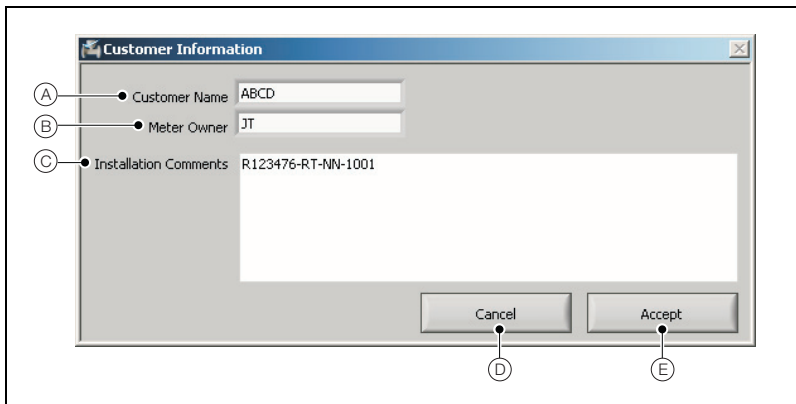 Customer Information
A Customer Name ABCD
B Meter Owner JT
C Installation Comments R123476-RT-NN-1001
Cancel Accept
D E